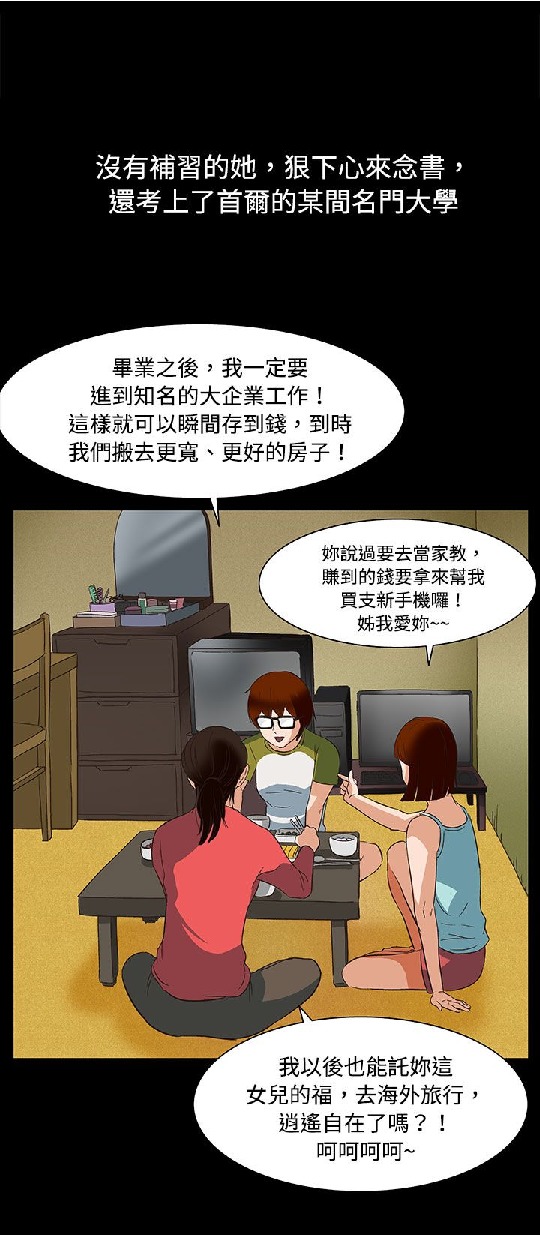 沒有補習的她，狠下心來念書，
還考上了首爾的某間名門大學
畢業之後，我一定要
進到知名的大企業工作！
這樣就可以瞬間存到錢，到時
我們搬去更寬、更好的房子！
妳說過要去當家教，
賺到的錢要拿來幫我
買支新手機囉！
姊我愛妳~~
我以後也能託妳這
女兒的福，去海外旅行，
逍遙自在了嗎？！
呵呵呵呵~